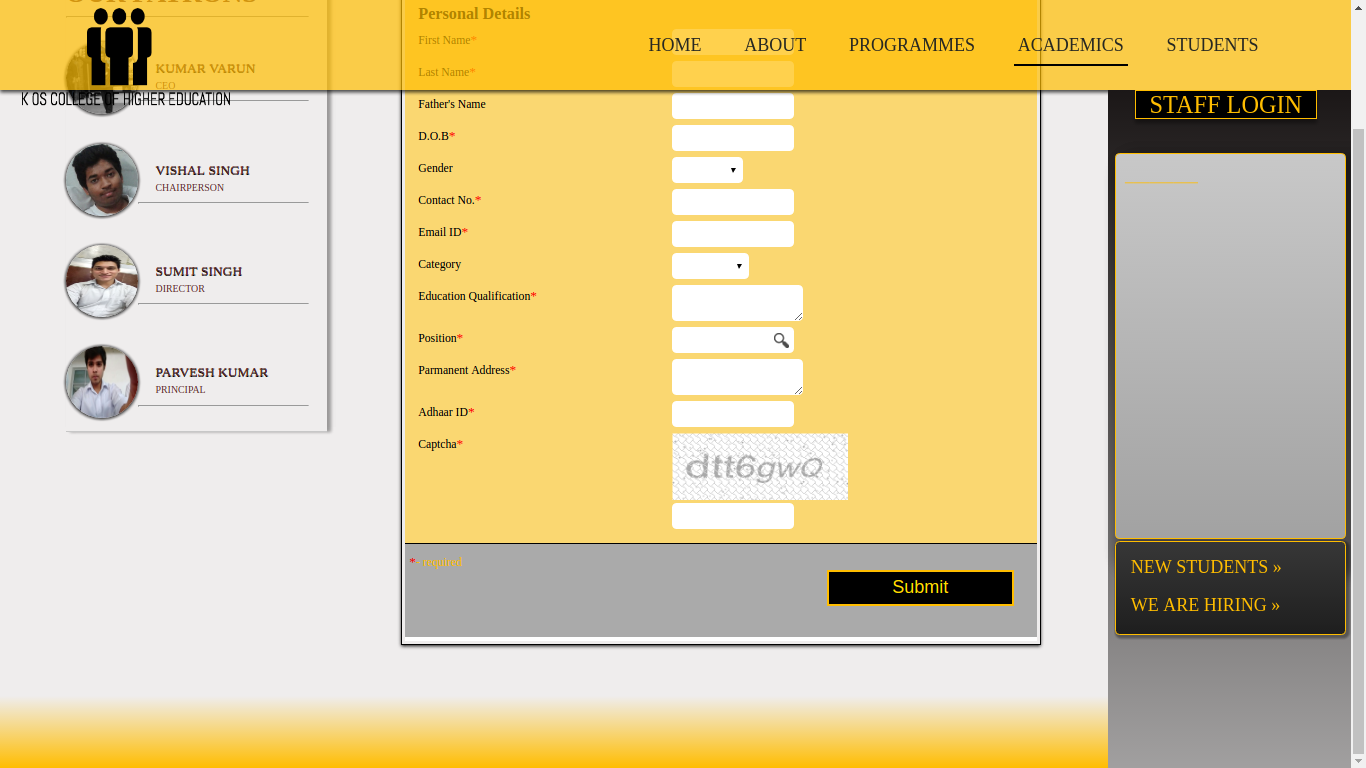 OUR PATRONS
K OS COLLEGE OF HIGHER EDUCATION
HOME
ABOUT
PROGRAMMES
ACADEMICS
STUDENTS
KUMAR VARUN
CEO
VISHAL SINGH
CHAIRPERSON
SUMIT SINGH
DIRECTOR
PARVESH KUMAR
PRINCIPAL
Personal Details
First Name*
Last Name*
Father's Name
D.O.B*
Gender
Contact No.*
Email ID*
Category
Education Qualification*
Position*
Parmanent Address*
Adhaar ID*
Captcha*
dtt6gwQ
*- required
Submit
STAFF LOGIN
NEW STUDENTS »
WE ARE HIRING »